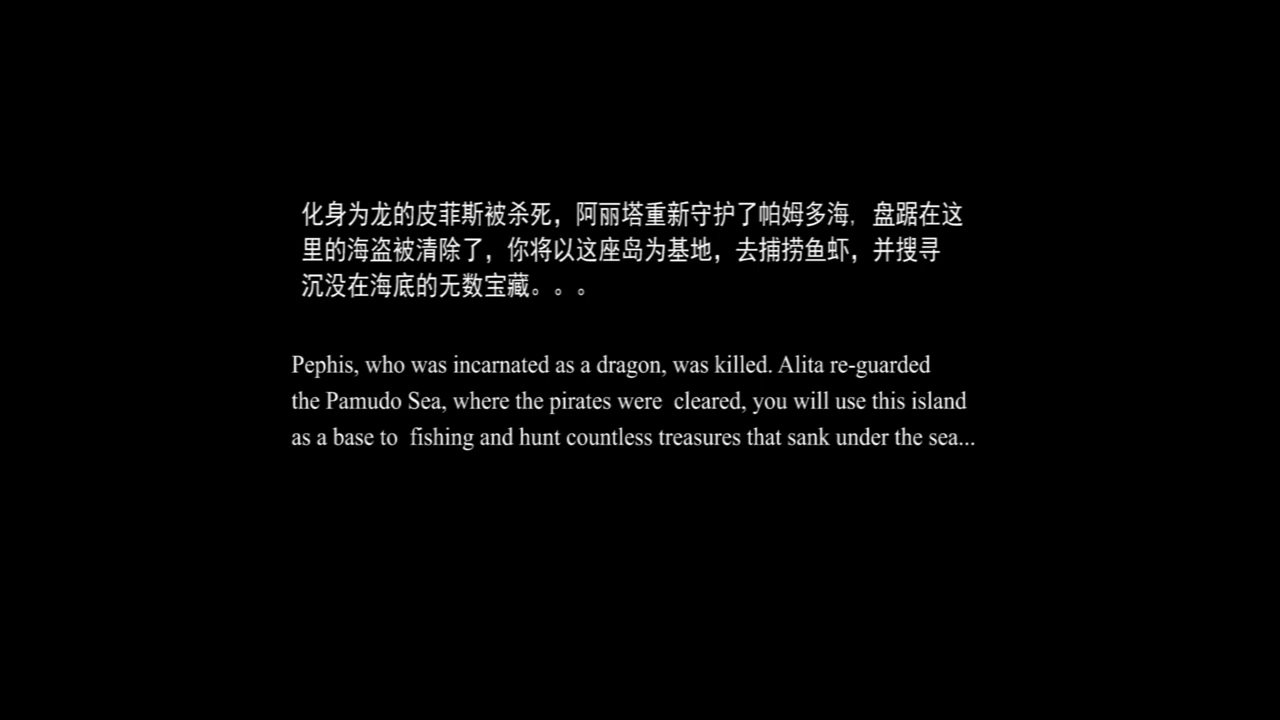 化身为龙的皮菲斯被杀死，阿丽塔重新守护了帕姆多海，盘踞在这
里的海盗被清除了，你将以这座岛为基地，去捕捞鱼虾，并搜寻
沉没在海底的无数宝藏。。。
Pephis, who was incarnated as a dragon, was killed. Alita re-guarded
the Pamudo Sea, where the pirates were  cleared, you will use this island
as a base to  fishing and hunt countless treasures that sank under the sea...